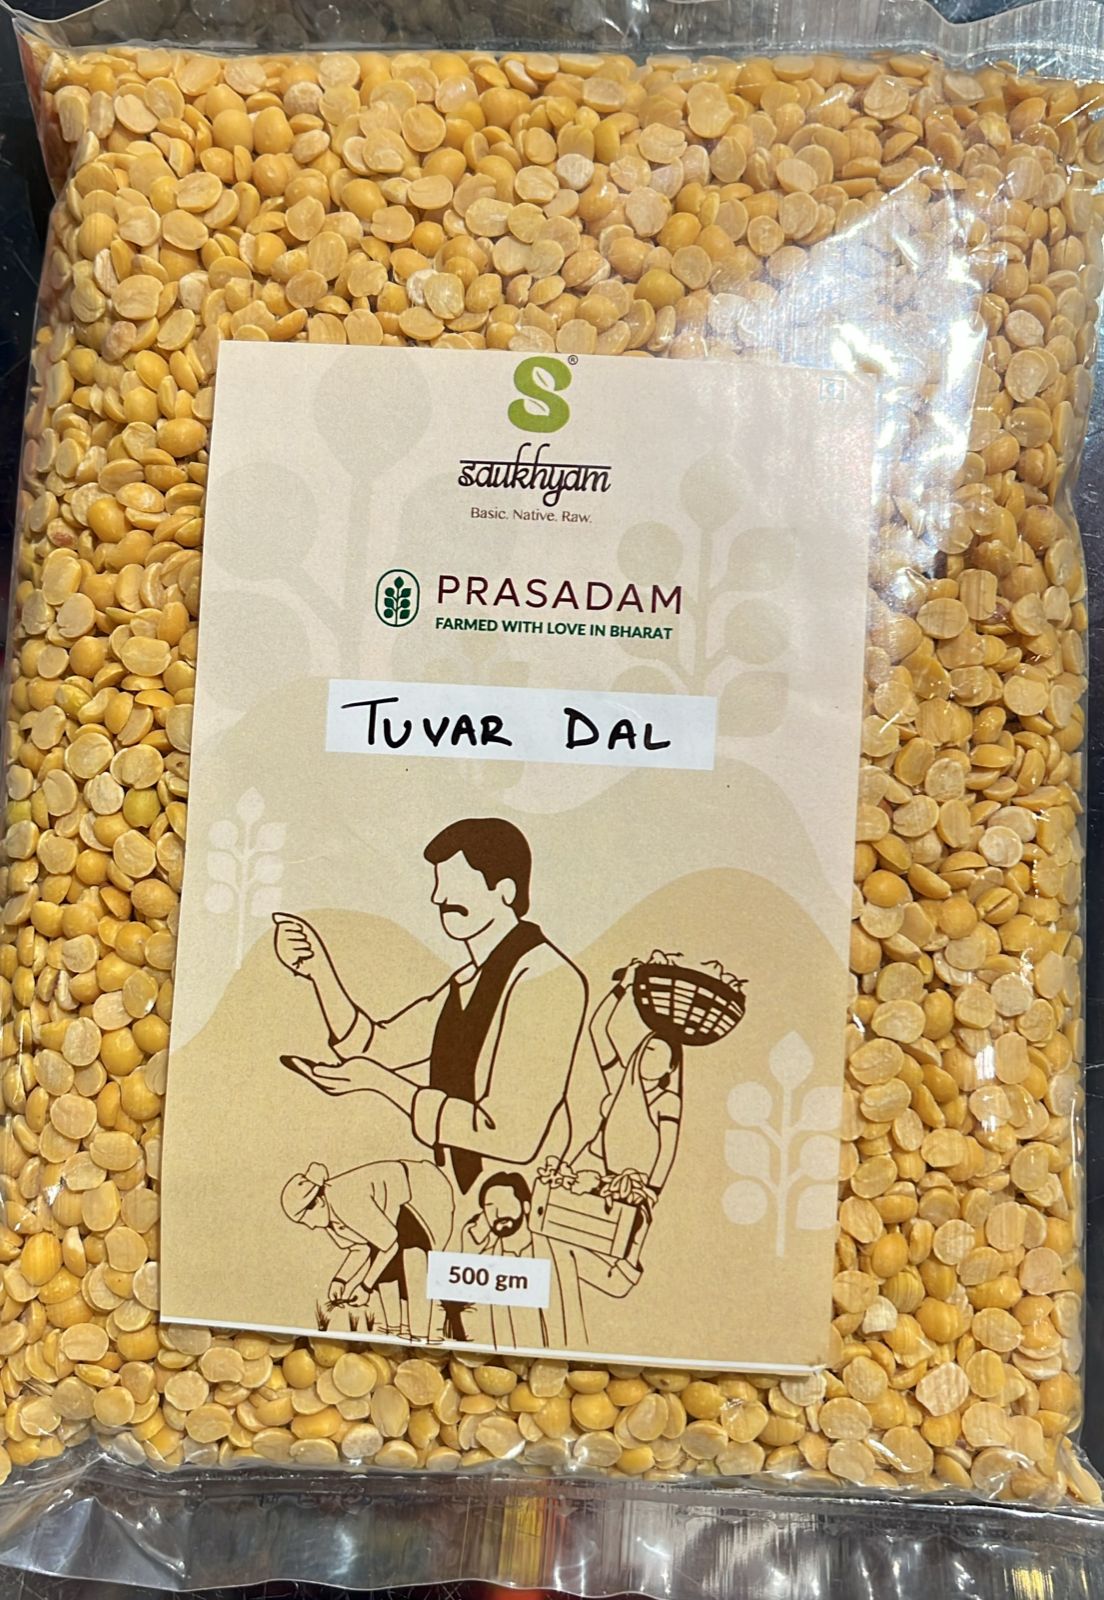 S®
saukhyam
Basic. Native. Raw.
PRASADAM
FARMED WITH LOVE IN BHARAT
TUVAR DAL
500 gm